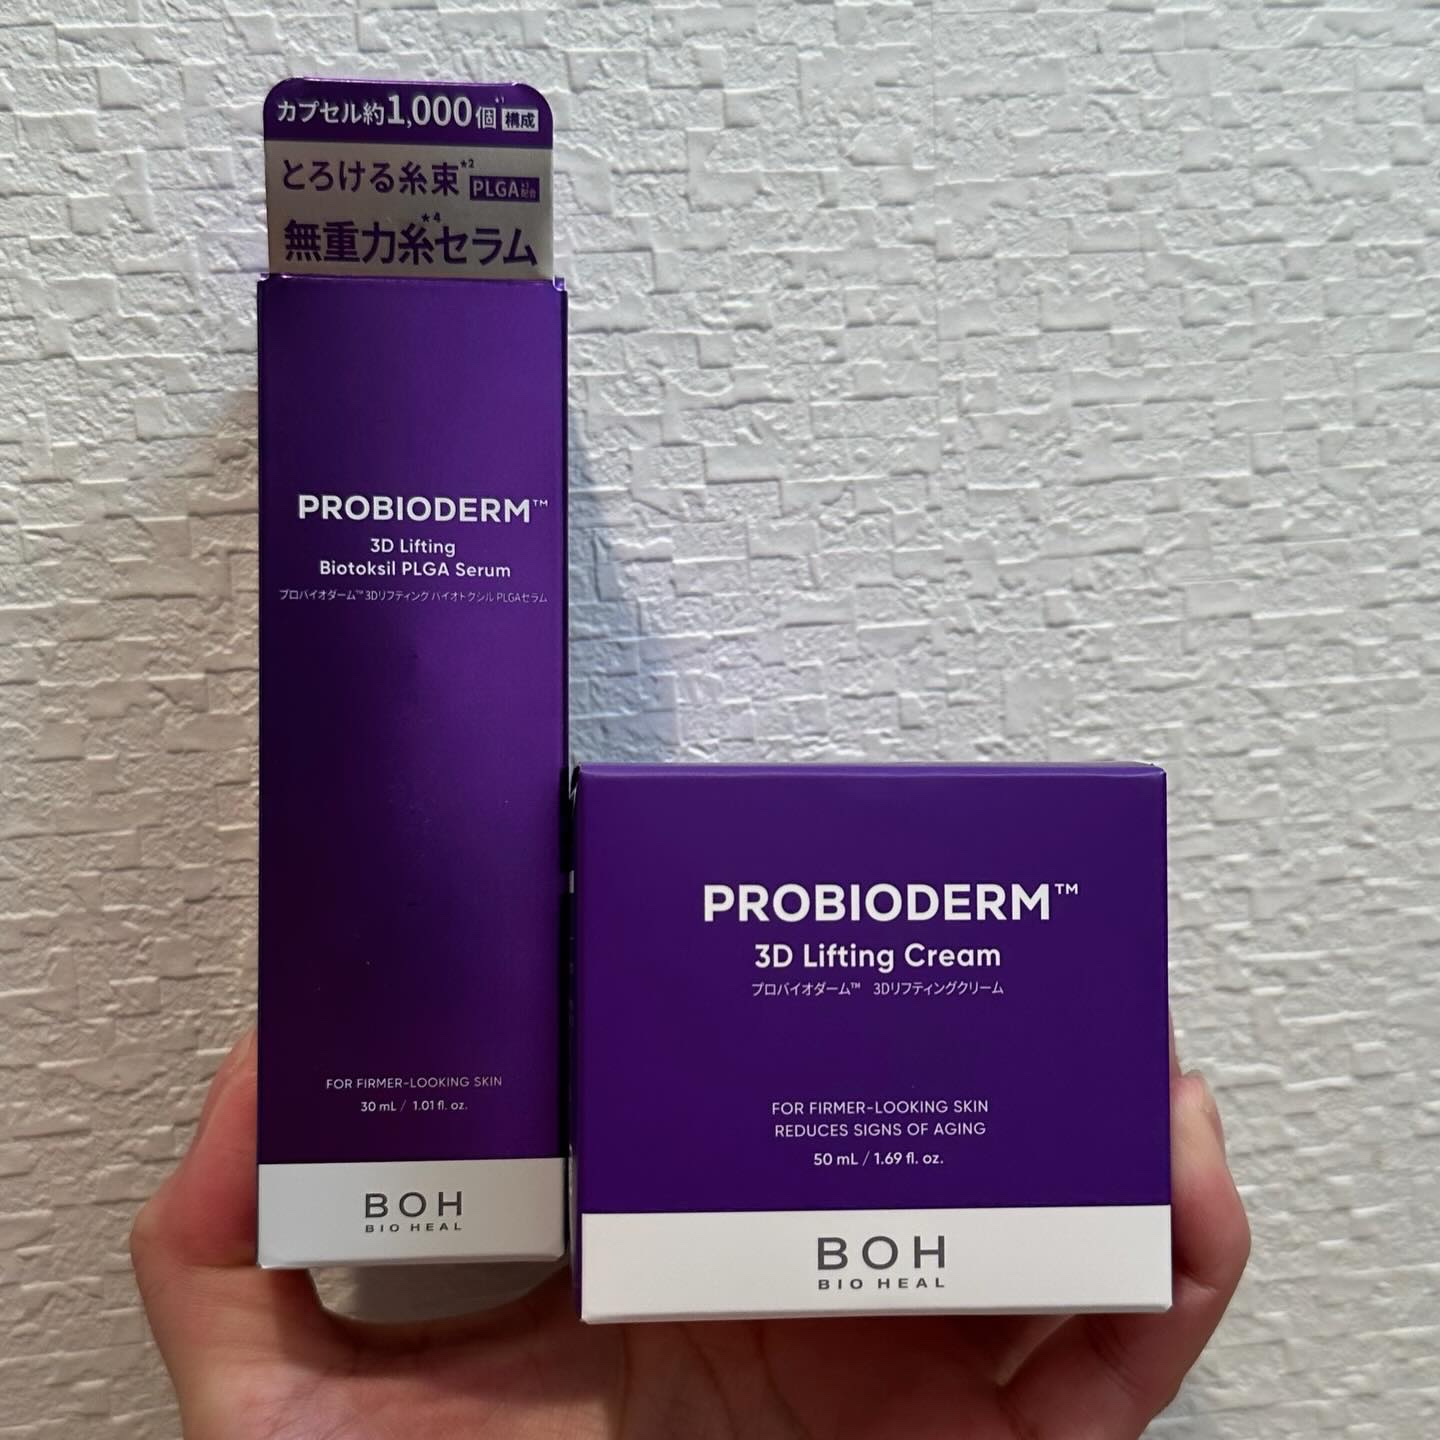 カプセル約1,000個*1 構成
とろける糸束*2 PLGA*3配合
無重力糸*4セラム
PROBIODERM™
3D Lifting
Biotoksil PLGA Serum
プロバイオダーム™ 3Dリフティング バイオトクシル PLGAセラム
FOR FIRMER-LOOKING SKIN
30 mL / 1.01 fl. oz.
BOH
BIO HEAL
PROBIODERM™
3D Lifting Cream
プロバイオダーム™ 3Dリフティングクリーム
FOR FIRMER-LOOKING SKIN
REDUCES SIGNS OF AGING
50 mL / 1.69 fl. oz.
BOH
BIO HEAL